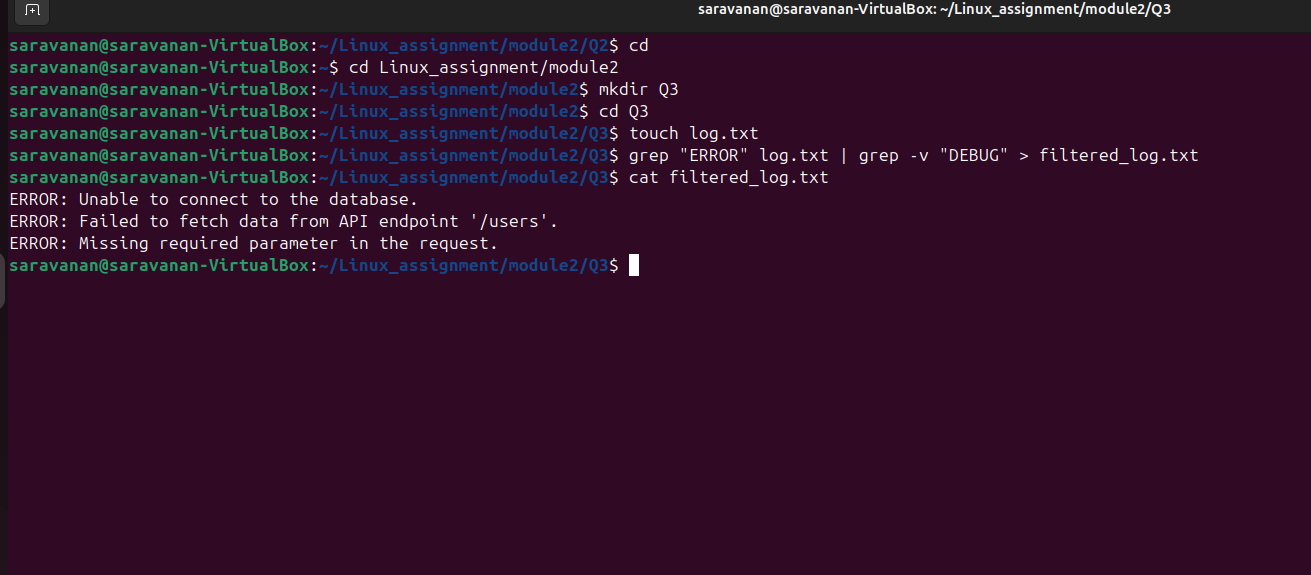 saravanan@saravanan-VirtualBox: ~/Linux_assignment/module2/Q3
saravanan@saravanan-VirtualBox:~/Linux_assignment/module2/Q2$ cd
saravanan@saravanan-VirtualBox:~$ cd Linux_assignment/module2
saravanan@saravanan-VirtualBox:~/Linux_assignment/module2$ mkdir Q3
saravanan@saravanan-VirtualBox:~/Linux_assignment/module2$ cd Q3
saravanan@saravanan-VirtualBox:~/Linux_assignment/module2/Q3$ touch log.txt
saravanan@saravanan-VirtualBox:~/Linux_assignment/module2/Q3$ grep "ERROR" log.txt | grep -v "DEBUG" > filtered_log.txt
saravanan@saravanan-VirtualBox:~/Linux_assignment/module2/Q3$ cat filtered_log.txt
ERROR: Unable to connect to the database.
ERROR: Failed to fetch data from API endpoint '/users'.
ERROR: Missing required parameter in the request.
saravanan@saravanan-VirtualBox:~/Linux_assignment/module2/Q3$